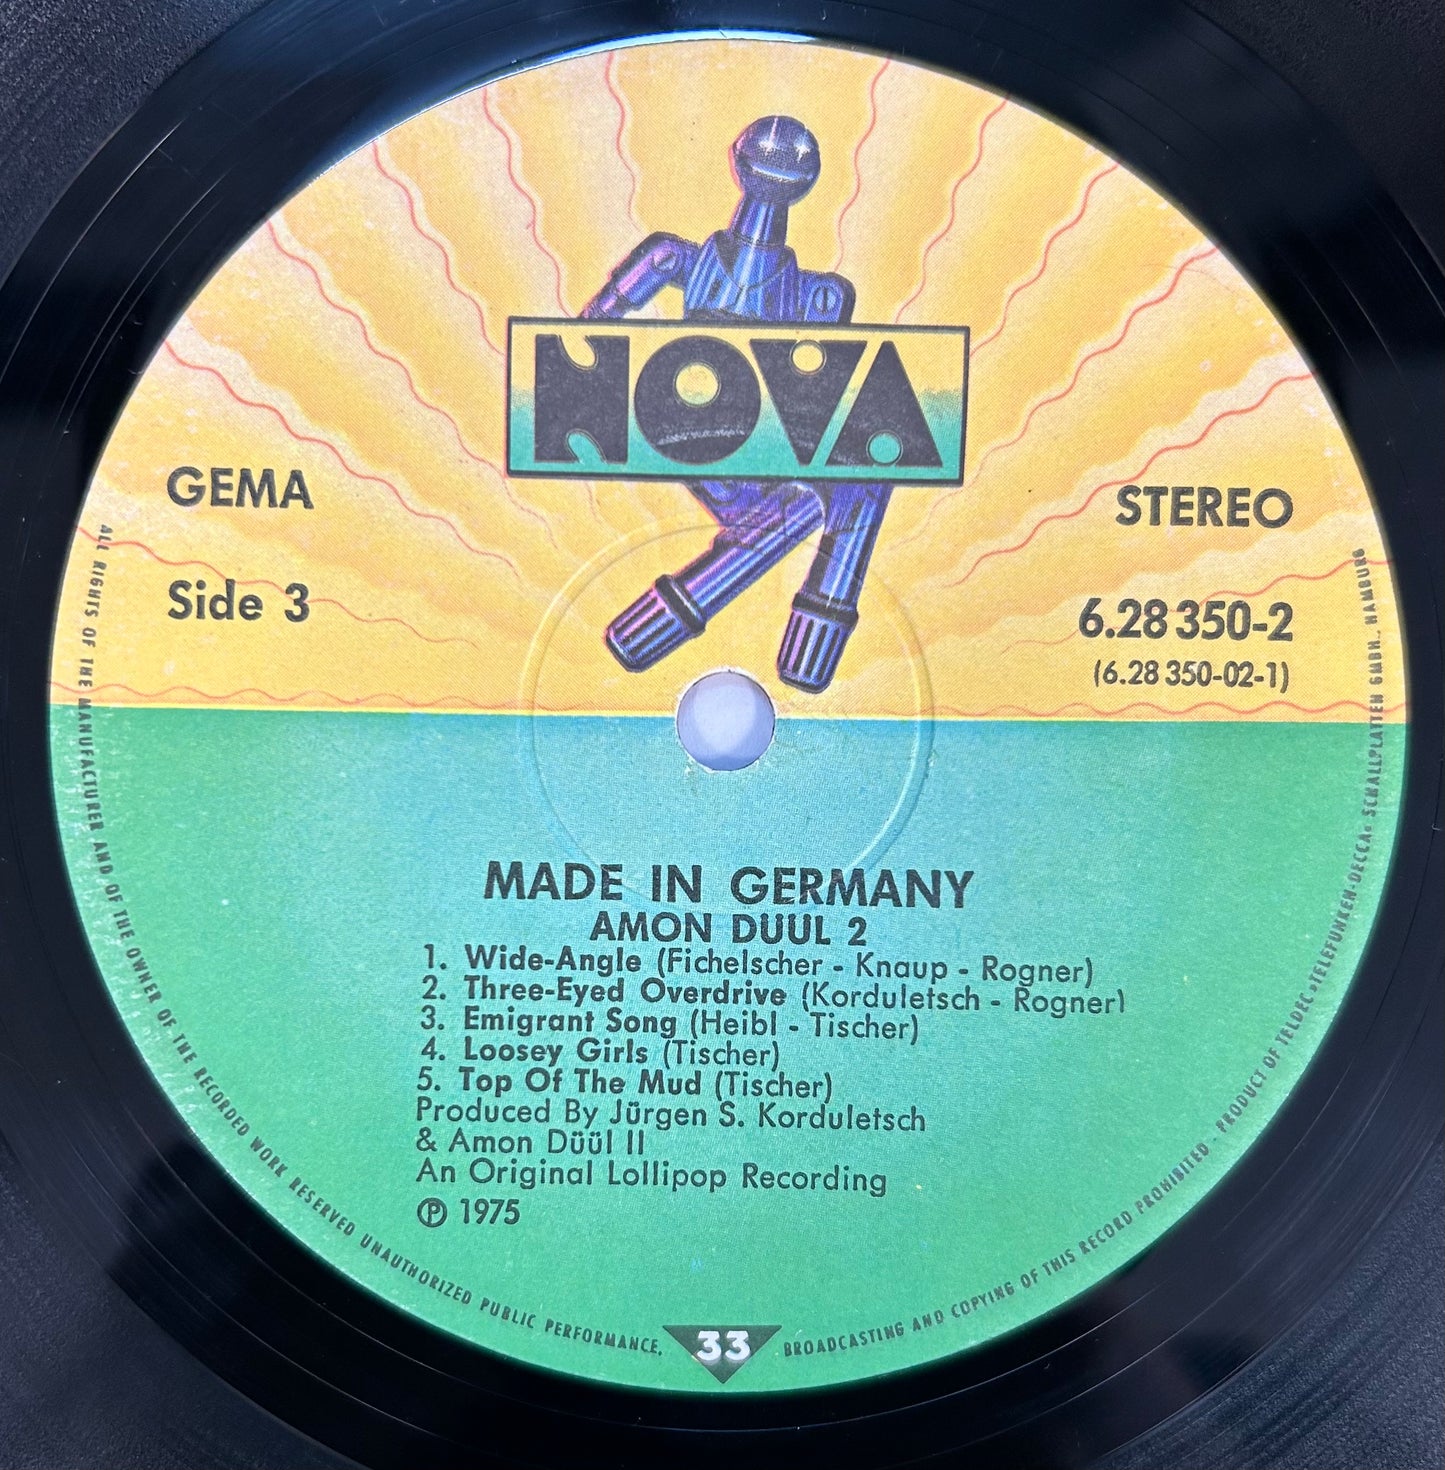 NOVA
GEMA
STEREO
Side 3
6.28 350-2
(6.28 350-02-1)
MADE IN GERMANY
AMON DUUL 2
1. Wide-Angle (Fichelscher - Knaup - Rogner)
2. Three-Eyed Overdrive (Korduletsch - Rogner)
3. Emigrant Song (Heibl - Tischer)
4. Loosey Girls (Tischer)
5. Top Of The Mud (Tischer)
Produced By Jürgen S. Korduletsch
& Amon Düül II
An Original Lollipop Recording
℗ 1975
ALL RIGHTS OF THE MANUFACTURER AND OF THE OWNER OF THE RECORDED WORK RESERVED UNAUTHORIZED PUBLIC PERFORMANCE,
33
BROADCASTING AND COPYING OF THIS RECORD PROHIBITED - PRODUCT OF TELDEC »TELEFUNKEN-DECCA« SCHALLPLATTEN GMBH., HAMBURG